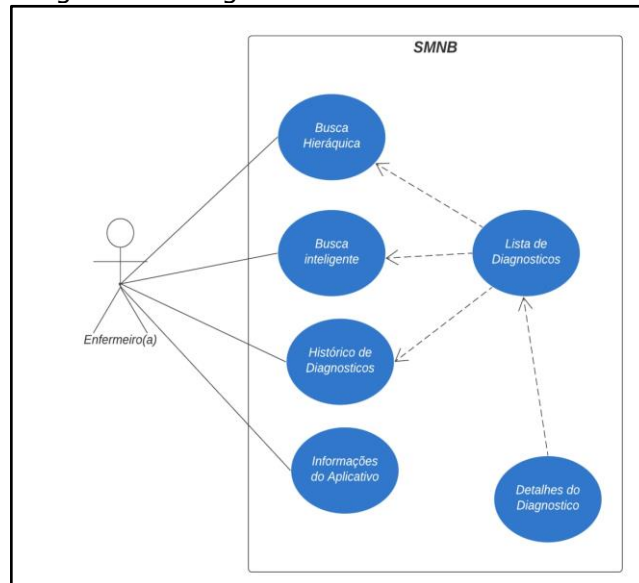 SMNB
Busca
Hieráquica
Busca
inteligente
Lista de
Diagnosticos
Enfermeiro(a)
Histórico de
Diagnosticos
Informações
do Aplicativo
Detalhes do
Diagnostico